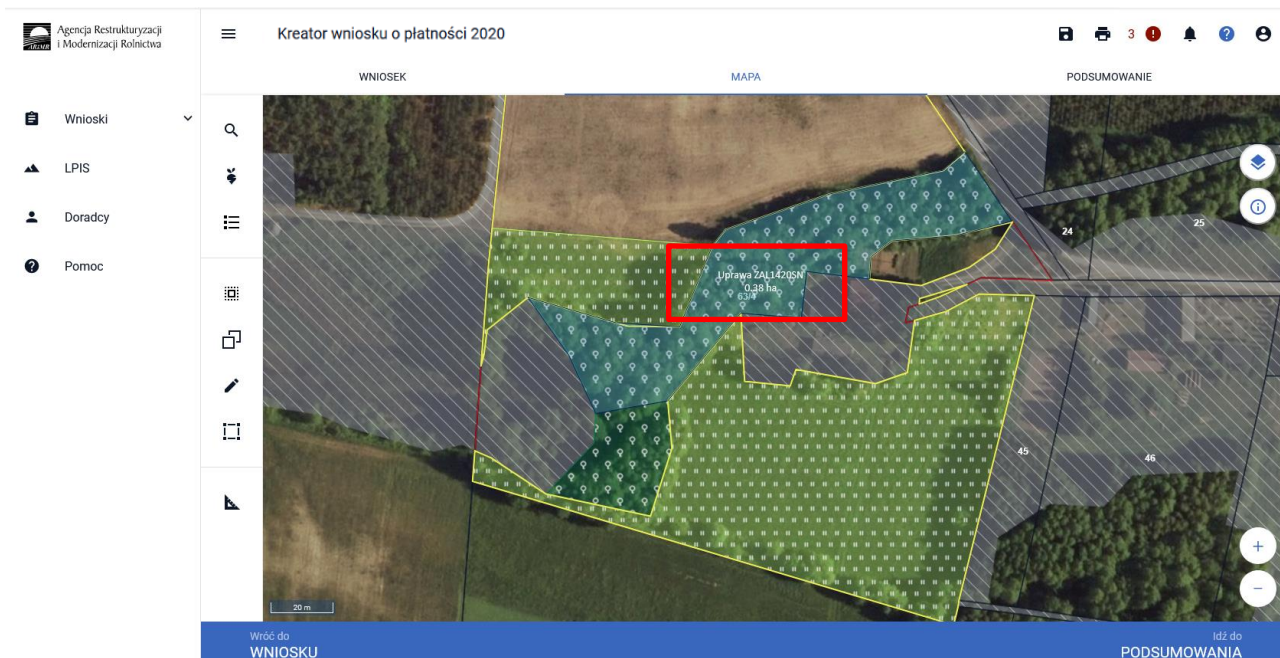 Agencja Restrukturyzacji
i Modernizacji Rolnictwa
ARiMR
Kreator wniosku o płatności 2020
3
WNIOSEK
MAPA
PODSUMOWANIE
Wnioski
LPIS
Doradcy
Pomoc
24
25
Uprawa ZAL1420SN
0.38 ha
63/4
45
46
20 m
Wróć do
WNIOSKU
Idź do
PODSUMOWANIA